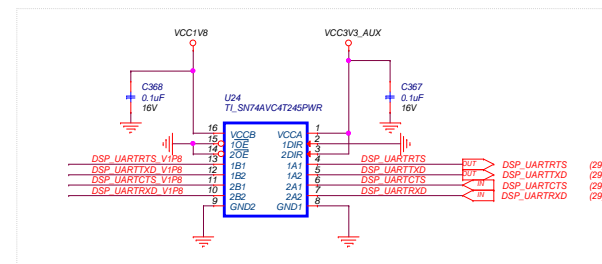 VCC1V8 VCC3V3_AUX
C368 0.1uF 16V
U24
TI_SN74AVC4T245PWR
C367 0.1uF 16V
16 VCCB VCCA 1
15 1OE 1DIR 2
14 2OE 2DIR 3
DSP_UARTRTS_V1P8 13 1B1 1A1 4 DSP_UARTRTS OUT DSP_UARTRTS (29
DSP_UARTTXD_V1P8 12 1B2 1A2 5 DSP_UARTTXD OUT DSP_UARTTXD (29
DSP_UARTCTS_V1P8 11 2B1 2A1 6 DSP_UARTCTS IN DSP_UARTCTS (29
DSP_UARTRXD_V1P8 10 2B2 2A2 7 DSP_UARTRXD IN DSP_UARTRXD (29
9 GND2 GND1 8